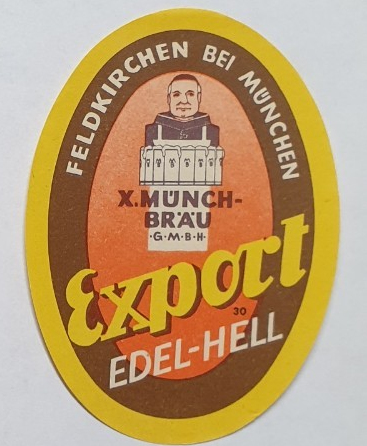 FELDKIRCHEN BEI MÜNCHEN
X.MÜNCH-
BRÄU
·G·M·B·H·
Export
30
EDEL-HELL